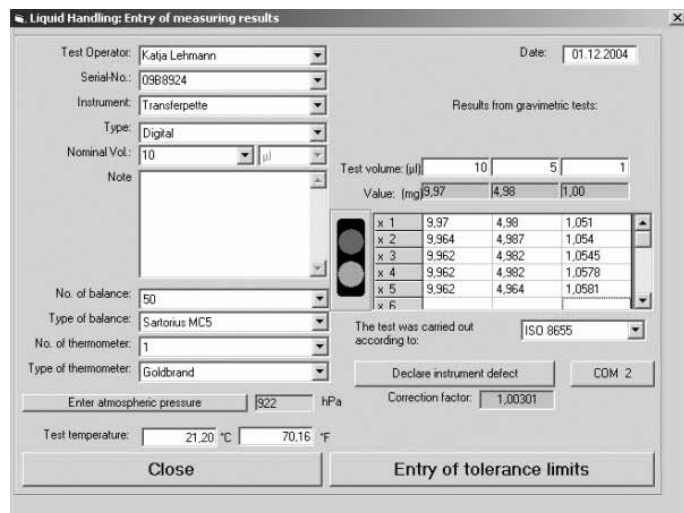 Liquid Handling: Entry of measuring results
Test Operator: Katja Lehmann
Date: 01.12.2004
Serial-No.: 09B8924
Instrument: Transferpette
Results from gravimetric tests:
Type: Digital
Nominal Vol.: 10 µl
Test volume: (µl) 10 5 1
Note
Value: (mg) 9,97 4,98 1,00
x 1 9,97 4,98 1,051
x 2 9,964 4,987 1,054
x 3 9,962 4,982 1,0545
x 4 9,962 4,982 1,0578
x 5 9,962 4,964 1,0581
x 6
No. of balance: 50
Type of balance: Sartorius MC5
The test was carried out
according to: ISO 8655
No. of thermometer: 1
Type of thermometer: Goldbrand
Declare instrument defect COM 2
Enter atmospheric pressure 922 hPa
Correction factor: 1,00301
Test temperature: 21,20 °C 70,16 °F
Close Entry of tolerance limits